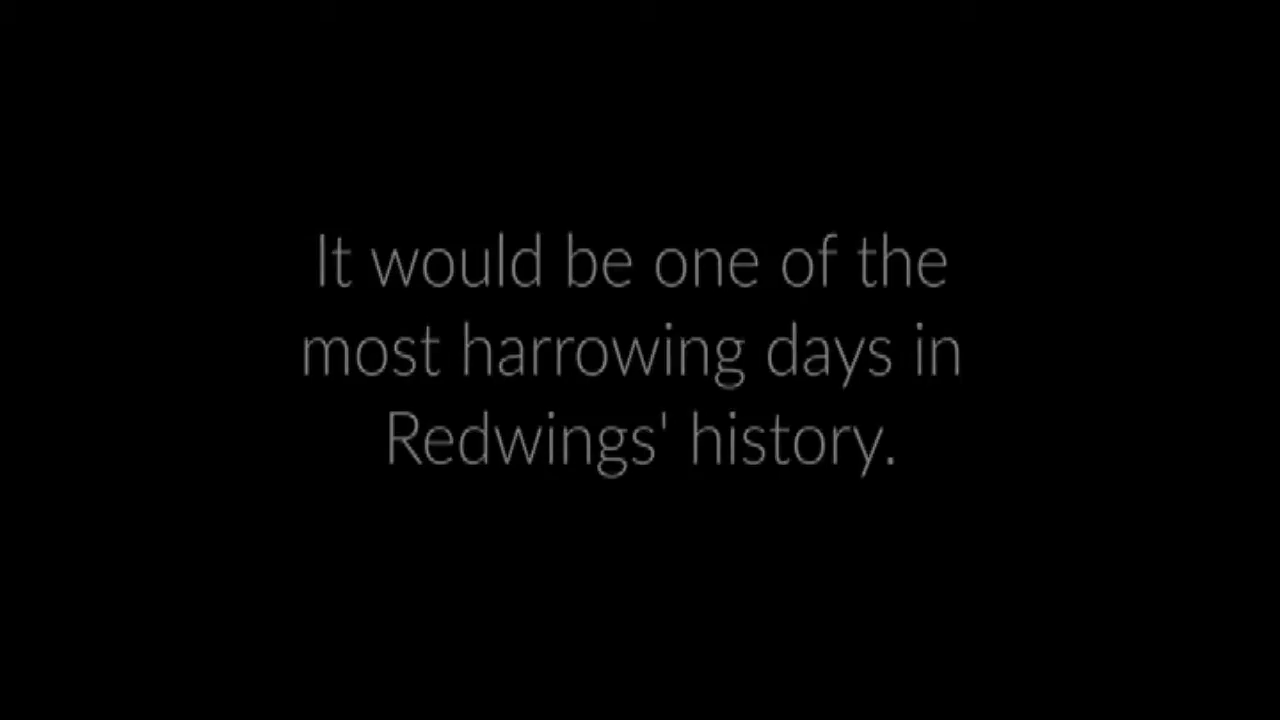 It would be one of the
most harrowing days in
Redwings' history.